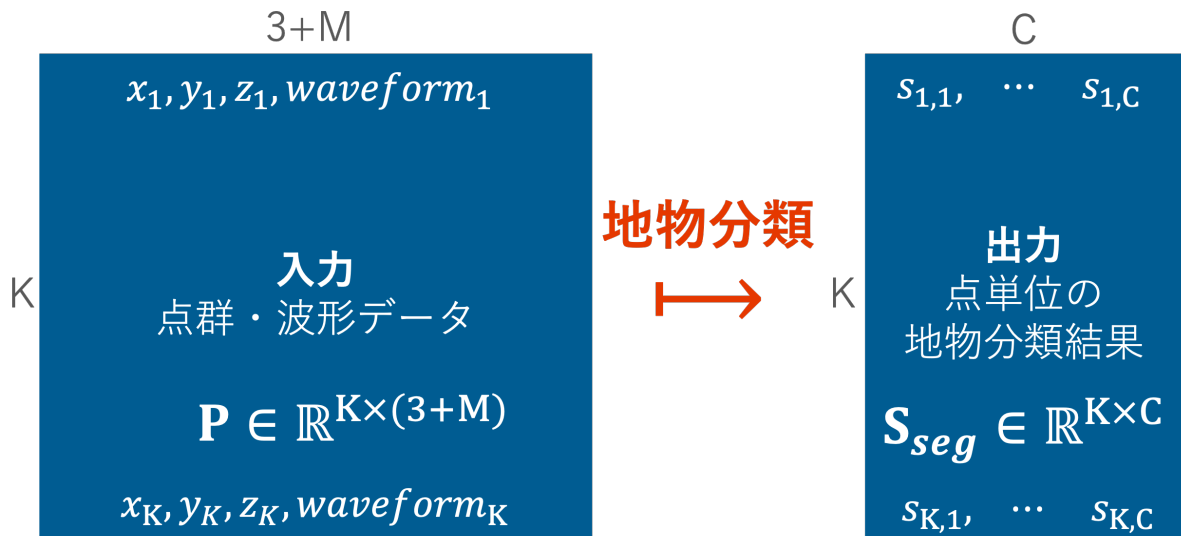 3+M
K
x₁, y₁, z₁, waveform₁
入力
点群・波形データ
P ∈ ℝᴷˣ⁽³⁺ᴹ⁾
x_K, y_K, z_K, waveform_K
地物分類
↦
C
K
s₁,₁, ⋯ s₁,C
出力
点単位の
地物分類結果
S_seg ∈ ℝᴷˣᶜ
s_K,1, ⋯ s_K,C